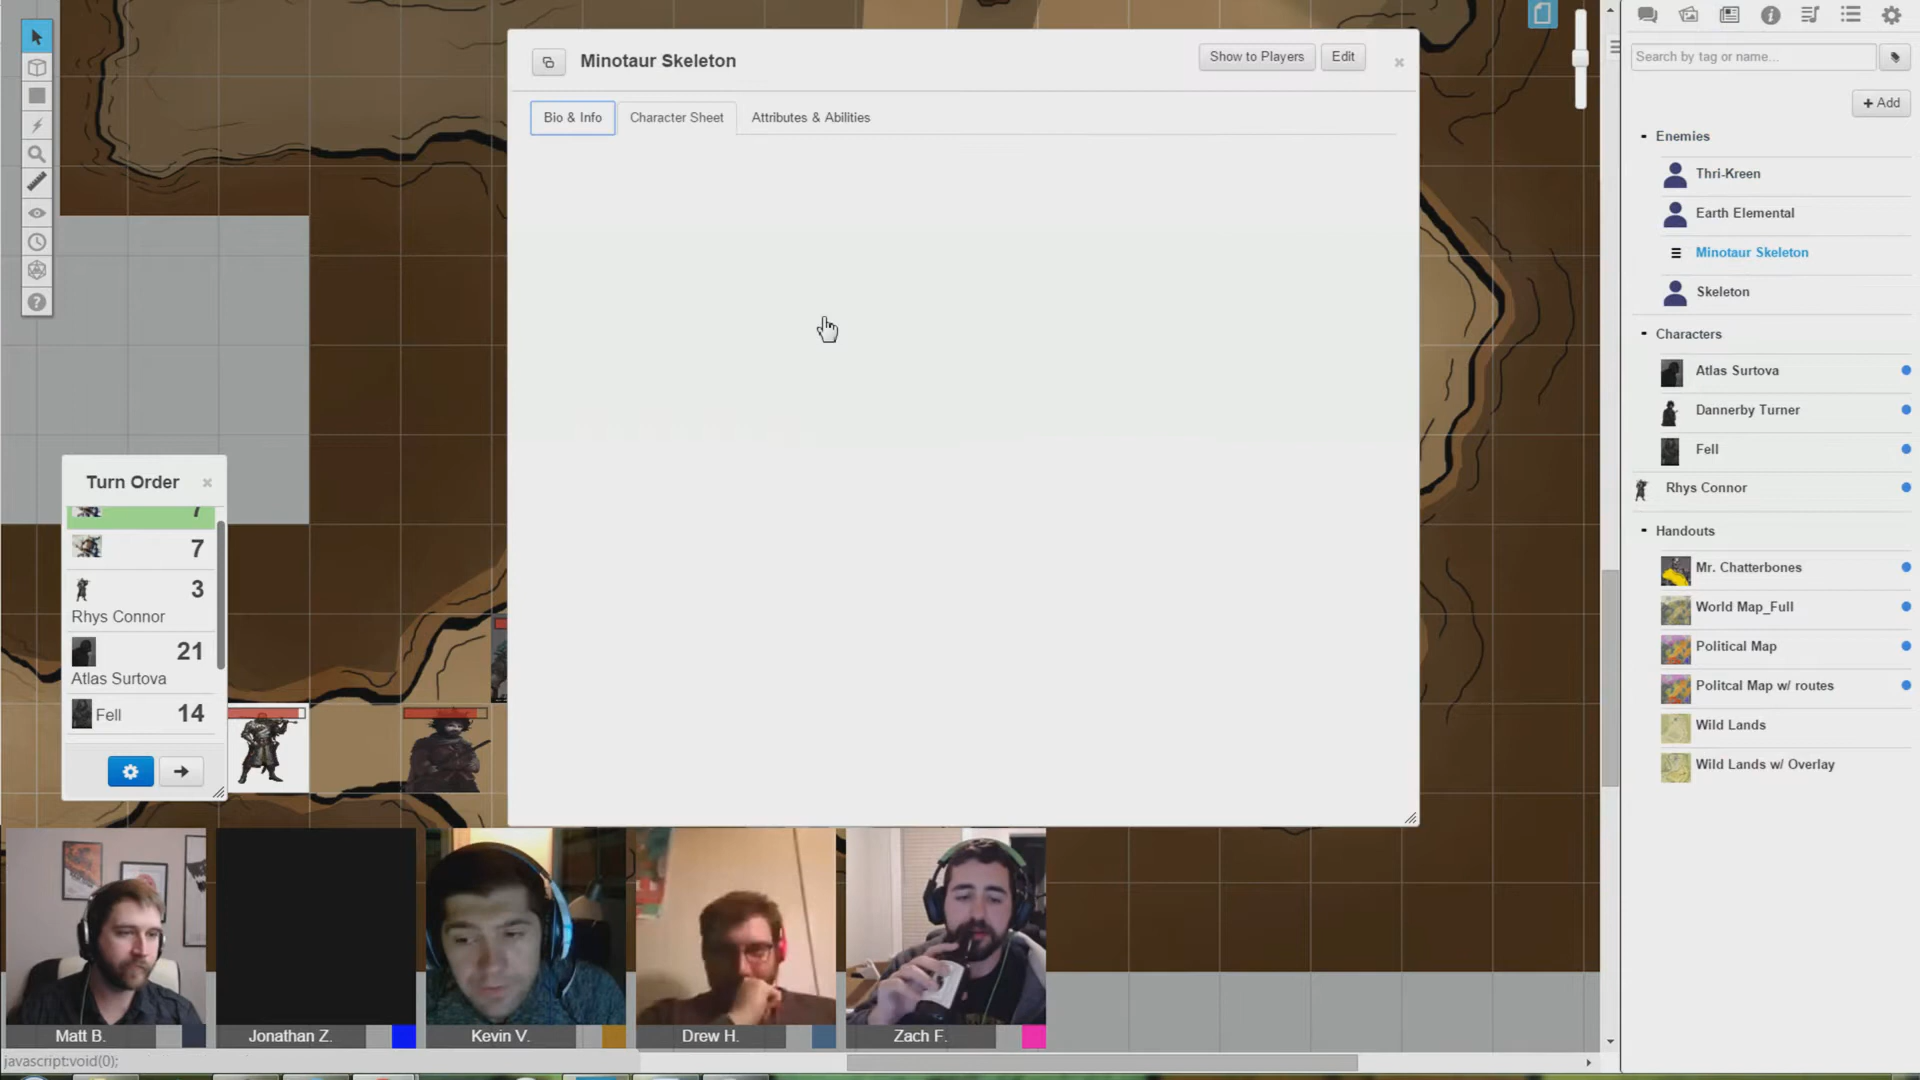 Minotaur Skeleton
Show to Players
Edit
Bio & Info
Character Sheet
Attributes & Abilities
Search by tag or name...
+ Add
Enemies
Thri-Kreen
Earth Elemental
Minotaur Skeleton
Skeleton
Characters
Atlas Surtova
Dannerby Turner
Fell
Rhys Connor
Handouts
Mr. Chatterbones
World Map_Full
Political Map
Politcal Map w/ routes
Wild Lands
Wild Lands w/ Overlay
Turn Order
7
7
3
Rhys Connor
21
Atlas Surtova
Fell 14
Matt B.
Jonathan Z.
Kevin V.
Drew H.
Zach F.
javascript:void(0);